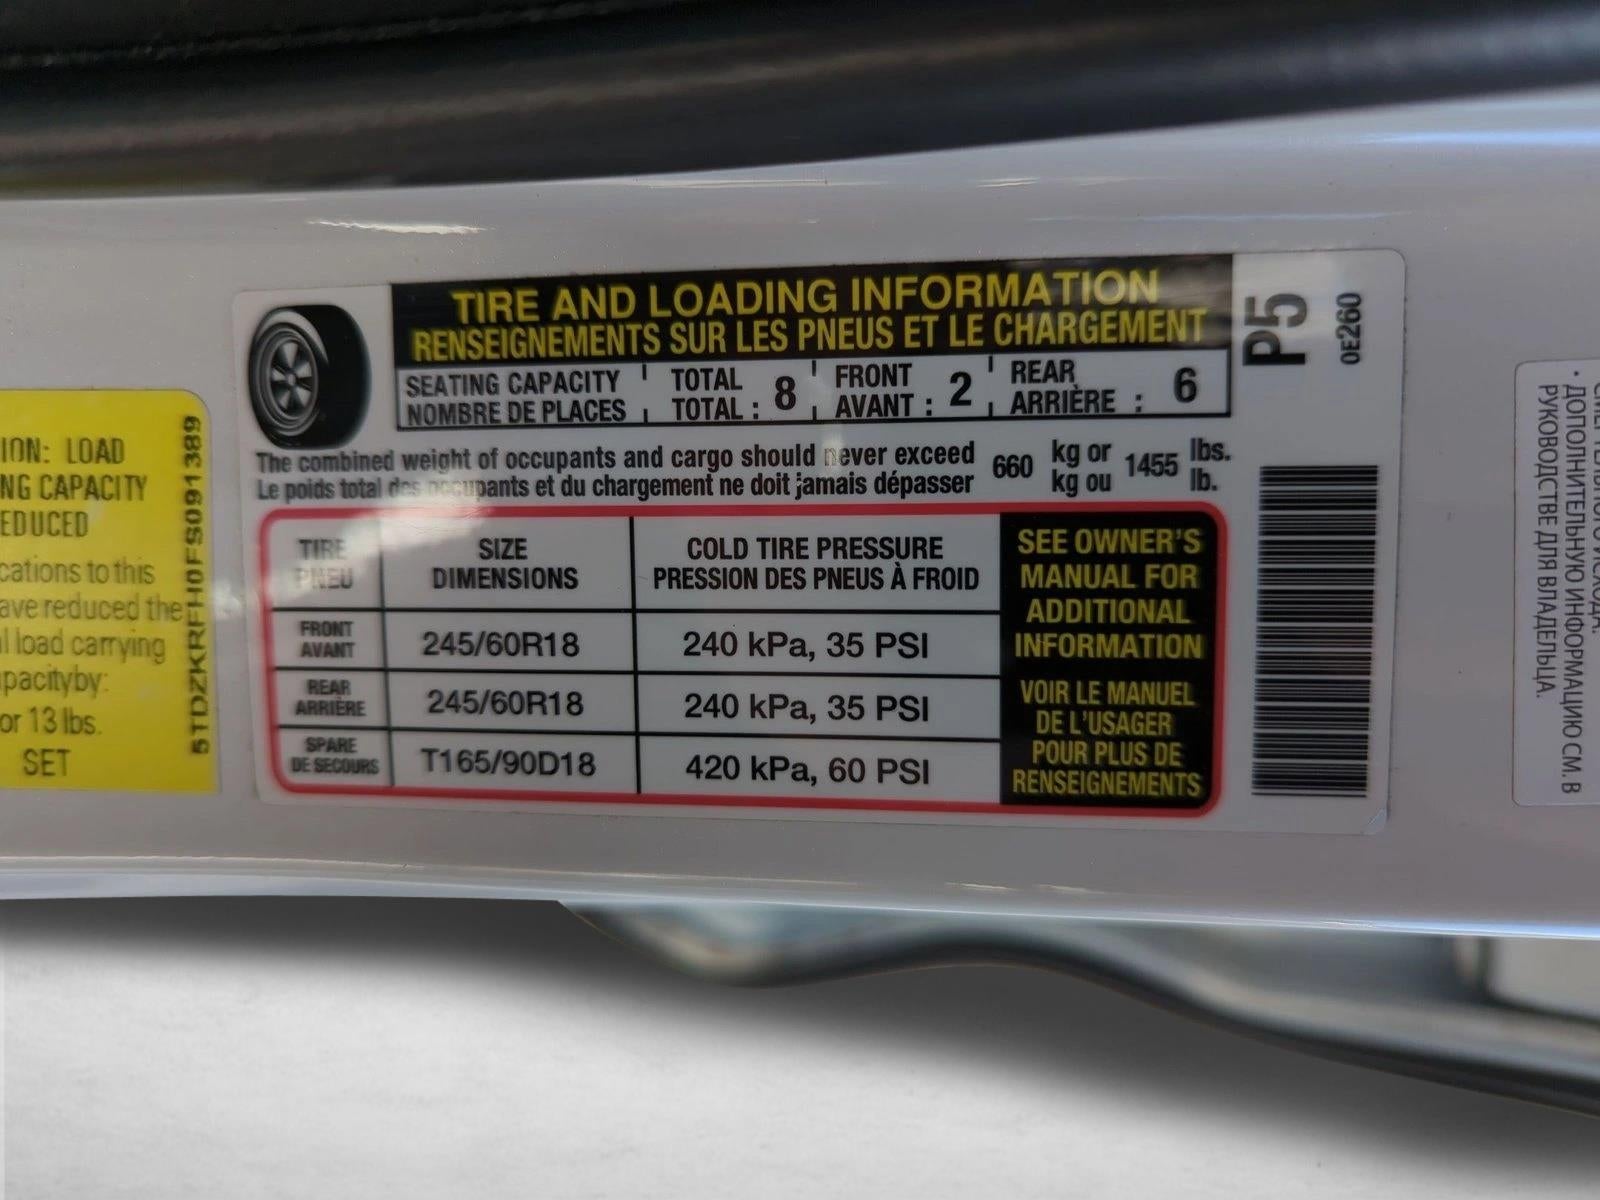 ION: LOAD
NG CAPACITY
EDUCED
cations to this
ave reduced the
l load carrying
pacityby:
or 13 lbs.
SET
5TDZKRFH0FS091389
TIRE AND LOADING INFORMATION
RENSEIGNEMENTS SUR LES PNEUS ET LE CHARGEMENT
SEATING CAPACITY TOTAL 8 FRONT 2 REAR 6
NOMBRE DE PLACES TOTAL : AVANT : ARRIÈRE :
The combined weight of occupants and cargo should never exceed 660 kg or 1455 lbs.
Le poids total des occupants et du chargement ne doit jamais dépasser kg ou lb.
TIRE SIZE COLD TIRE PRESSURE
PNEU DIMENSIONS PRESSION DES PNEUS À FROID
FRONT
AVANT 245/60R18 240 kPa, 35 PSI
REAR
ARRIÈRE 245/60R18 240 kPa, 35 PSI
SPARE
DE SECOURS T165/90D18 420 kPa, 60 PSI
SEE OWNER'S
MANUAL FOR
ADDITIONAL
INFORMATION
VOIR LE MANUEL
DE L'USAGER
POUR PLUS DE
RENSEIGNEMENTS
P5
0E260
• ДОПОЛНИТЕЛЬНУЮ ИНФОРМАЦИЮ СМ. В
РУКОВОДСТВЕ ДЛЯ ВЛАДЕЛЬЦА.